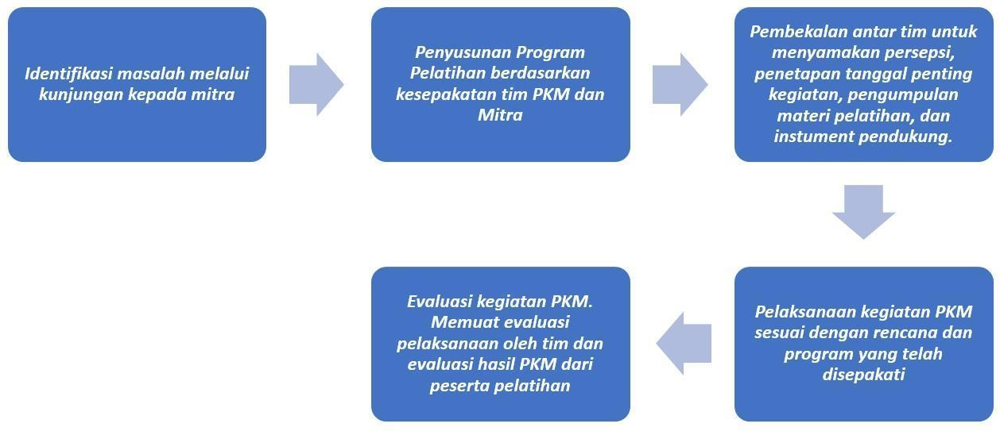 Identifikasi masalah melalui
kunjungan kepada mitra
Penyusunan Program
Pelatihan berdasarkan
kesepakatan tim PKM dan
Mitra
Pembekalan antar tim untuk
menyamakan persepsi,
penetapan tanggal penting
kegiatan, pengumpulan
materi pelatihan, dan
instument pendukung.
Pelaksanaan kegiatan PKM
sesuai dengan rencana dan
program yang telah
disepakati
Evaluasi kegiatan PKM.
Memuat evaluasi
pelaksanaan oleh tim dan
evaluasi hasil PKM dari
peserta pelatihan